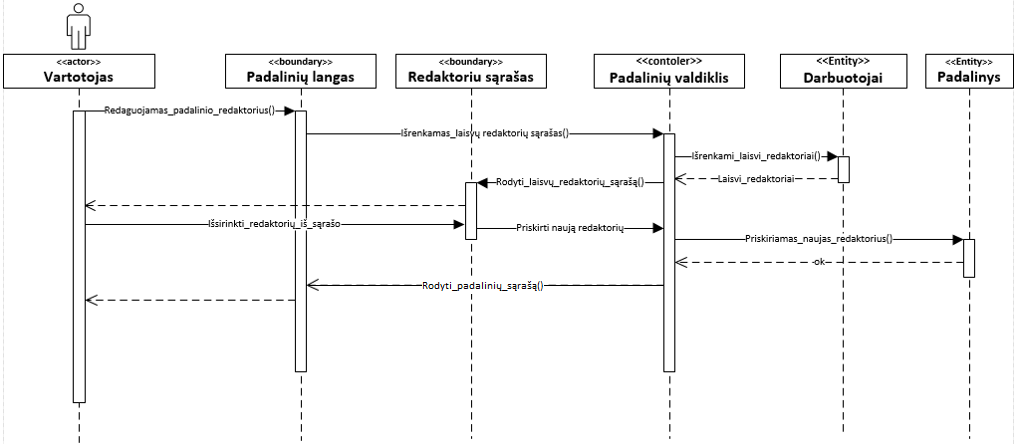 <<actor>>
Vartotojas
<<boundary>>
Padalinių langas
<<boundary>>
Redaktoriu sąrašas
<<contoler>>
Padalinių valdiklis
<<Entity>>
Darbuotojai
<<Entity>>
Padalinys
Redaguojamas_padalinio_redaktorius()
Išrenkamas_laisvų redaktorių sąrašas()
Išrenkami_laisvi_redaktoriai()
Laisvi_redaktoriai
Rodyti_laisvų_redaktorių_sąrašą()
Išsirinkti_redaktorių_iš_sąrašo
Priskirti naują redaktorių
Priskiriamas_naujas_redaktorius()
ok
Rodyti_padalinių_sąrašą()